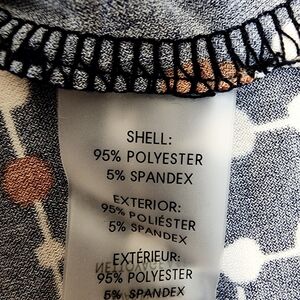 SHELL:
95% POLYESTER
5% SPANDEX
EXTERIOR:
95% POLIÉSTER
5% SPANDEX
EXTÉRIEUR:
95% POLYESTER
5% SPANDEX